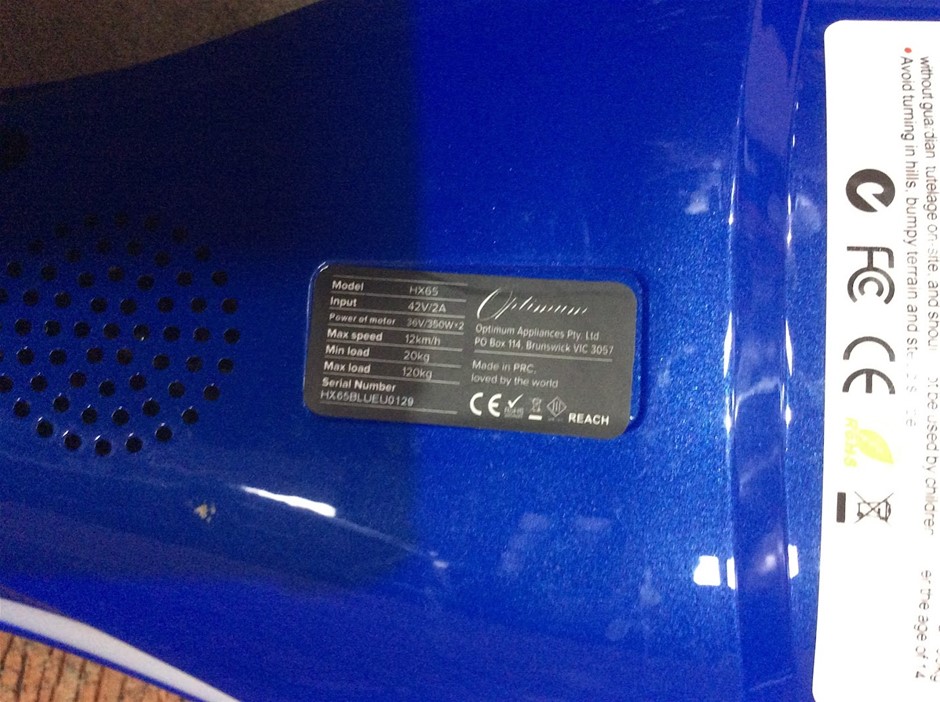 Model HX65
Input 42V/2A
Power of motor 36V/350W×2
Max speed 12km/h
Min load 20kg
Max load 120kg
Serial Number
HX65BLUEU0129
Optimum
Optimum Appliances Pty. Ltd
PO Box 114, Brunswick VIC 3057
Made in PRC,
loved by the world
CE RoHS
REACH
without guardian tutelage on-site, and should be used by children the age of
• Avoid turning in hills, bumpy terrain and
FC
CE
RoHS